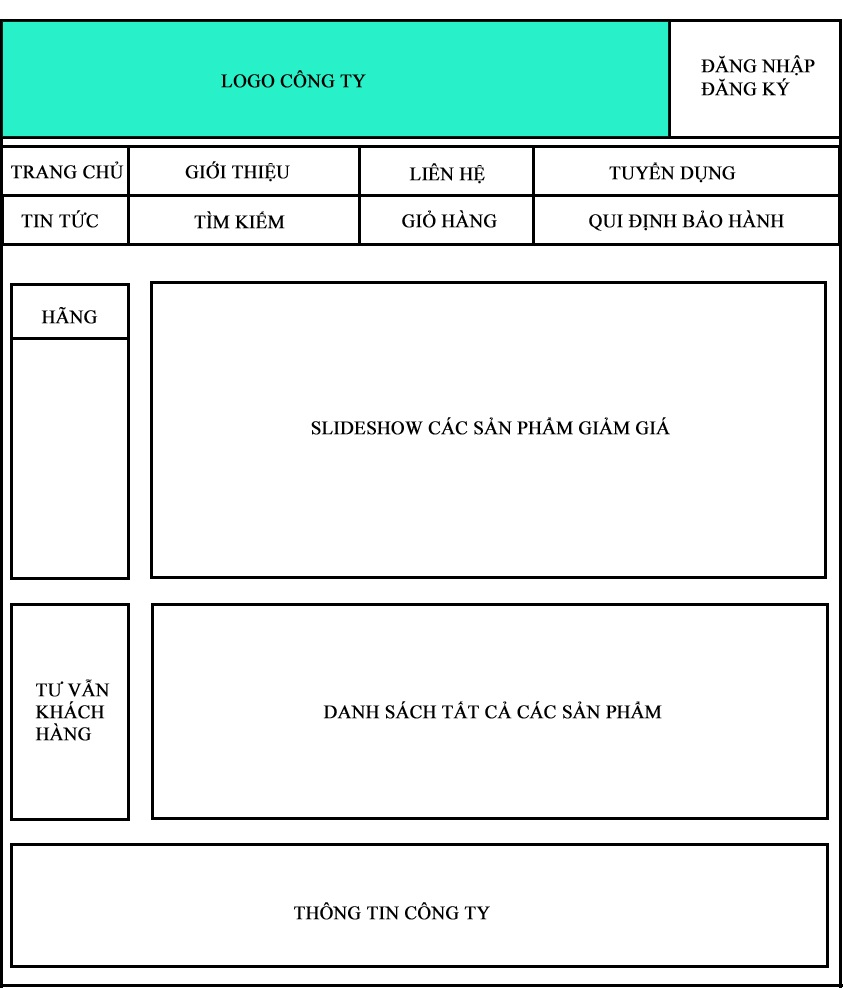 LOGO CÔNG TY
ĐĂNG NHẬP
ĐĂNG KÝ
TRANG CHỦ
GIỚI THIỆU
LIÊN HỆ
TUYỂN DỤNG
TIN TỨC
TÌM KIẾM
GIỎ HÀNG
QUI ĐỊNH BẢO HÀNH
HÃNG
SLIDESHOW CÁC SẢN PHẨM GIẢM GIÁ
TƯ VẪN
KHÁCH
HÀNG
DANH SÁCH TẤT CẢ CÁC SẢN PHẨM
THÔNG TIN CÔNG TY